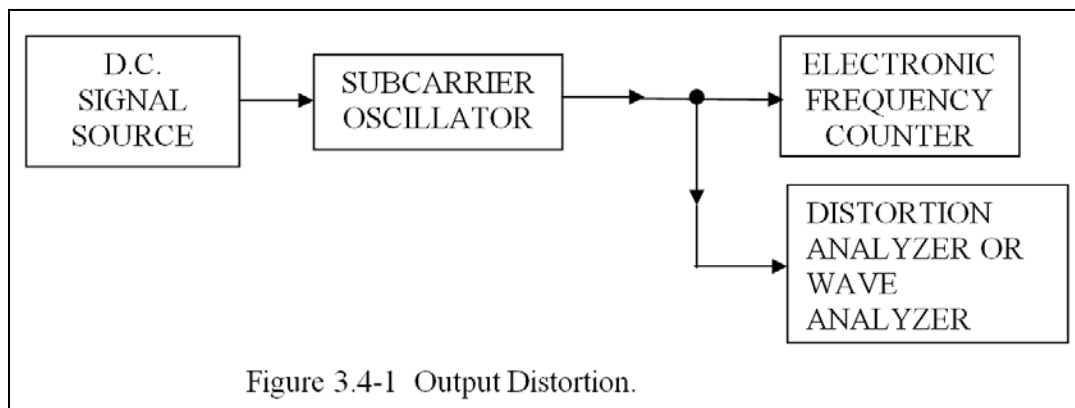 D.C.
SIGNAL
SOURCE
SUBCARRIER
OSCILLATOR
ELECTRONIC
FREQUENCY
COUNTER
DISTORTION
ANALYZER OR
WAVE
ANALYZER
Figure 3.4-1 Output Distortion.